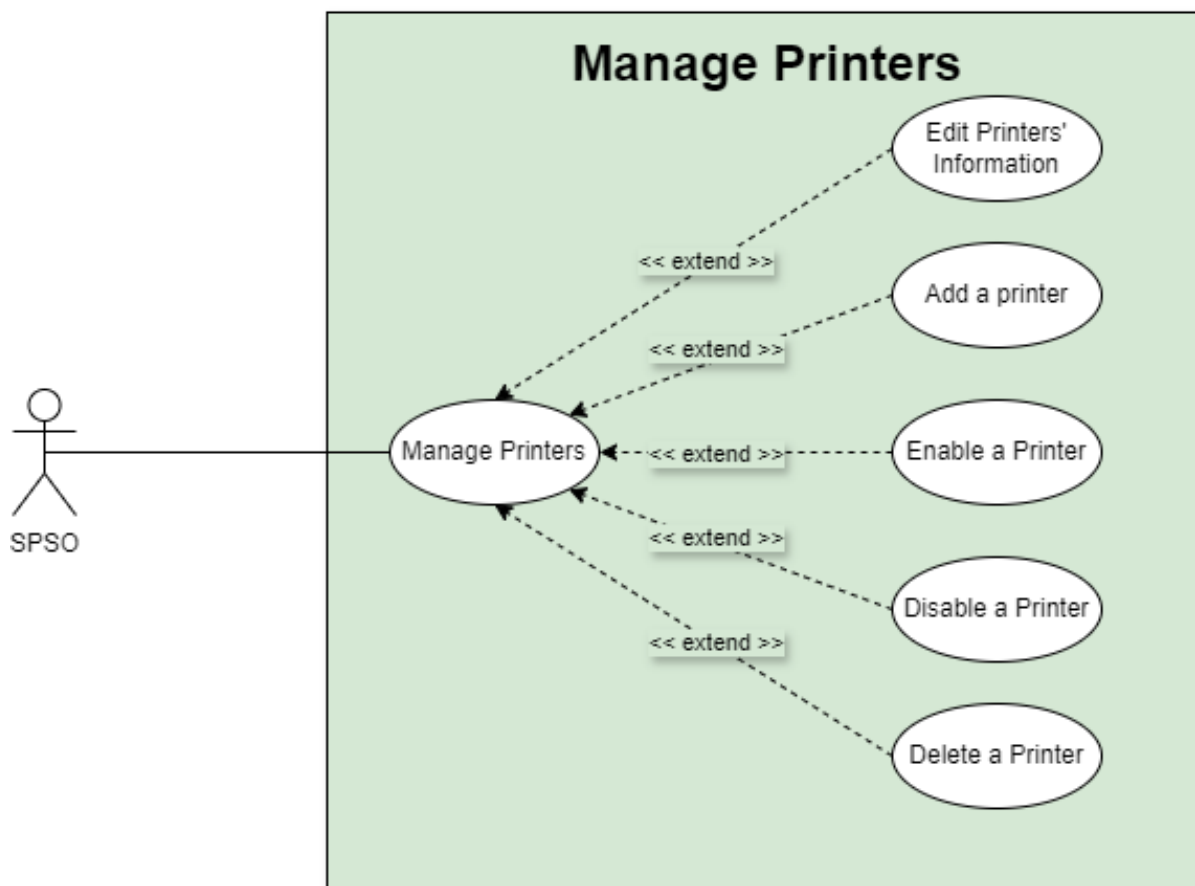 Manage Printers
Edit Printers'
Information
<< extend >>
Add a printer
<< extend >>
Manage Printers
<< extend >>
Enable a Printer
SPSO
<< extend >>
Disable a Printer
<< extend >>
Delete a Printer